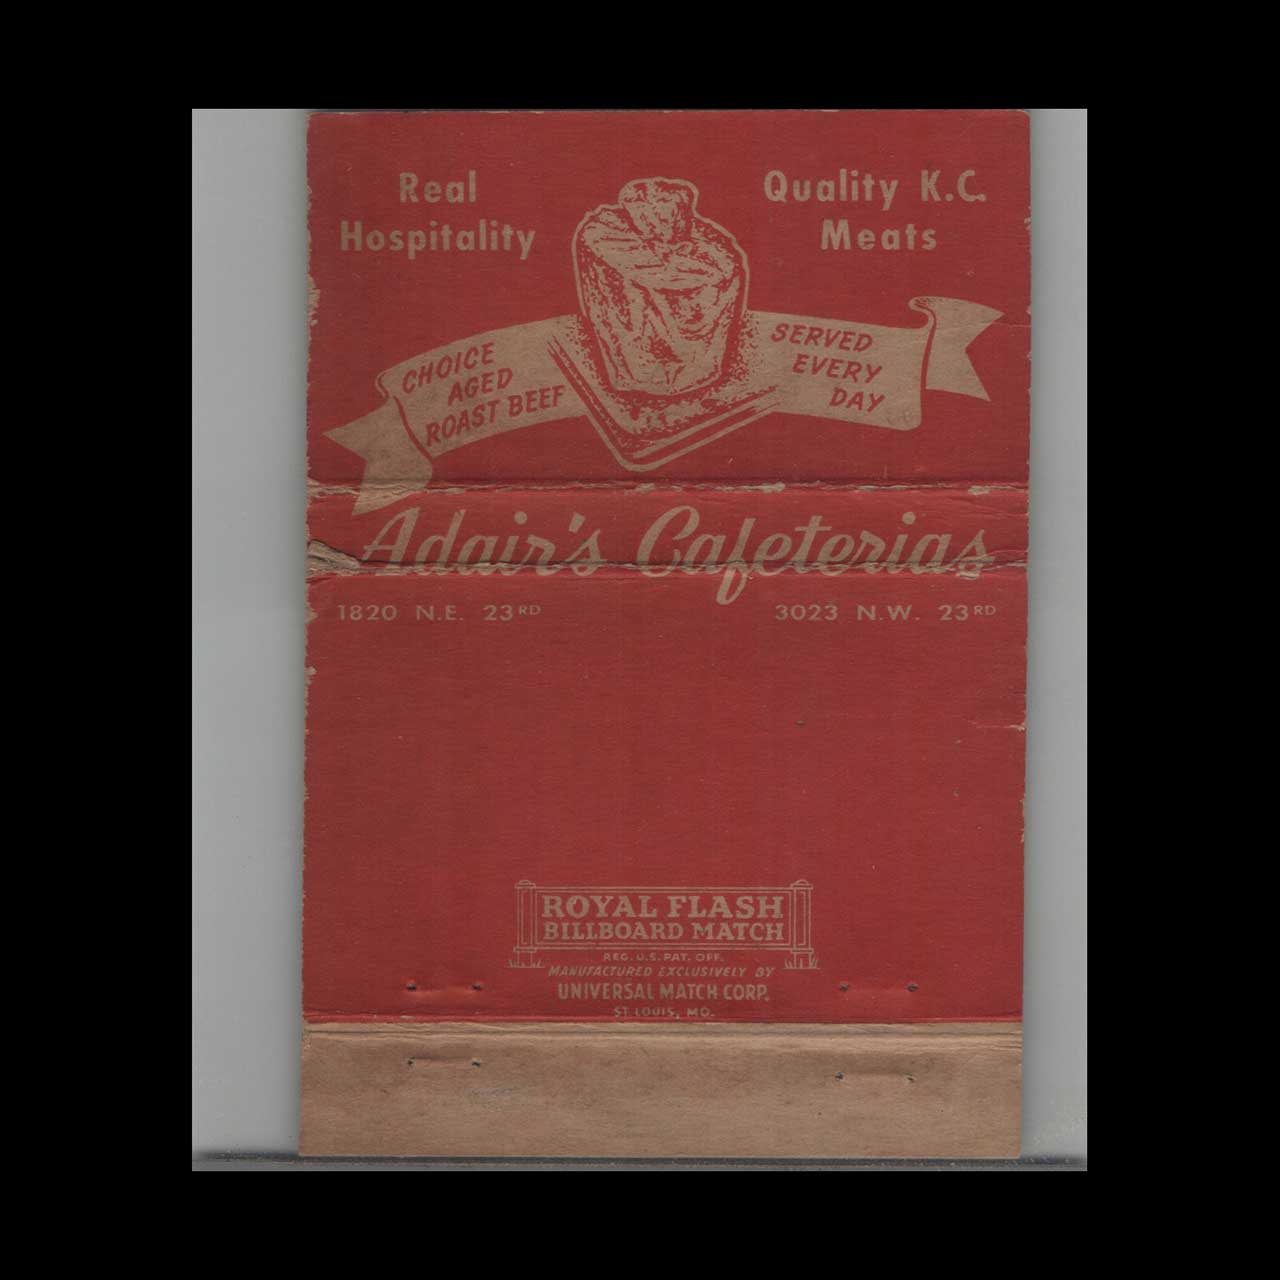 Real
Hospitality
Quality K.C.
Meats
CHOICE
AGED
ROAST BEEF
SERVED
EVERY
DAY
Adair's Cafeterias
1820 N.E. 23RD
3023 N.W. 23RD
ROYAL FLASH
BILLBOARD MATCH
REG. U.S. PAT. OFF.
MANUFACTURED EXCLUSIVELY BY
UNIVERSAL MATCH CORP.
ST. LOUIS, MO.